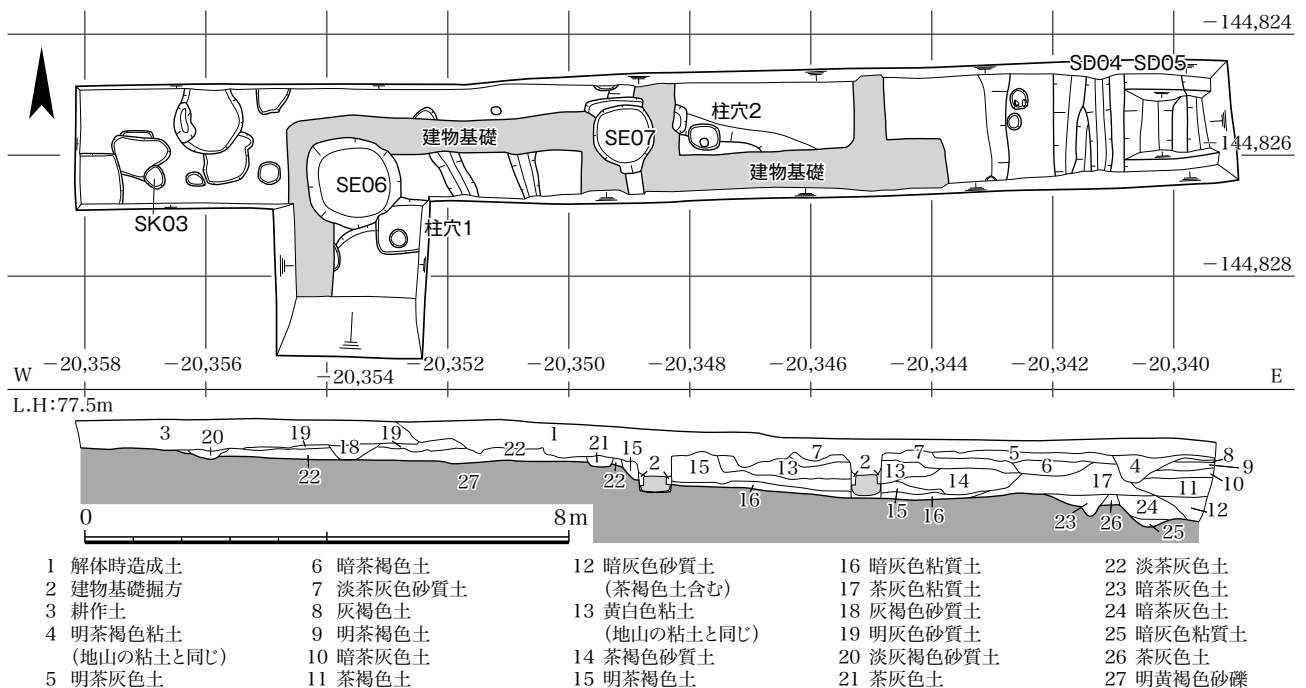 −144,824
SD04 SD05
柱穴2
建物基礎
SE07
−144,826
建物基礎
SE06
SK03
柱穴1
−144,828
W −20,358 −20,356 −20,354 −20,352 −20,350 −20,348 −20,346 −20,344 −20,342 −20,340 E
L.H:77.5m
3 20 19 18 19 22 1 21 15 2 15 13 7 2 13 7 5 6 4 8
9
22 27 22 16 15 14 16 17 11 10
23 26 24 25 12
0 8m
1 解体時造成土
2 建物基礎掘方
3 耕作土
4 明茶褐色粘土
(地山の粘土と同じ)
5 明茶灰色土
6 暗茶褐色土
7 淡茶灰色砂質土
8 灰褐色土
9 明茶褐色土
10 暗茶灰色土
11 茶褐色土
12 暗灰色砂質土
(茶褐色土含む)
13 黄白色粘土
(地山の粘土と同じ)
14 茶褐色砂質土
15 明茶褐色土
16 暗灰色粘質土
17 茶灰色粘質土
18 灰褐色砂質土
19 明灰色砂質土
20 淡灰褐色砂質土
21 茶灰色土
22 淡茶灰色土
23 暗茶灰色土
24 暗茶灰色土
25 暗灰色粘質土
26 茶灰色土
27 明黄褐色砂礫